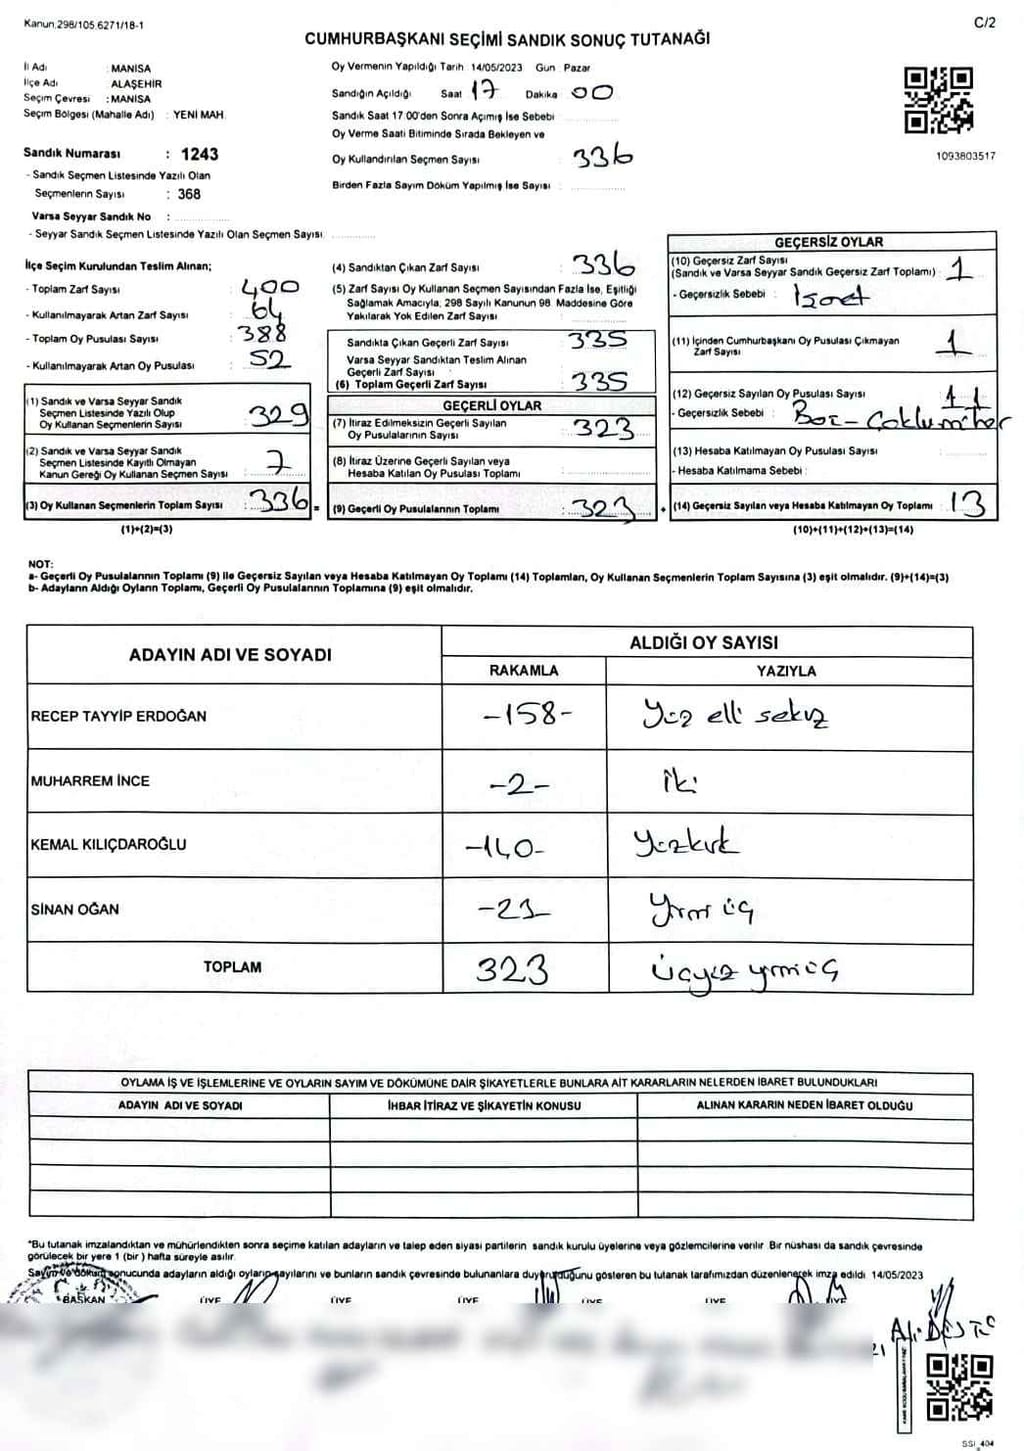 Kanun.298/105.6271/18-1
C/2
CUMHURBAŞKANI SEÇİMİ SANDIK SONUÇ TUTANAĞI
İl Adı : MANİSA
İlçe Adı : ALAŞEHİR
Seçim Çevresi : MANİSA
Seçim Bölgesi (Mahalle Adı) : YENİ MAH.
Sandık Numarası : 1243
- Sandık Seçmen Listesinde Yazılı Olan
Seçmenlerin Sayısı : 368
Varsa Seyyar Sandık No :
- Seyyar Sandık Seçmen Listesinde Yazılı Olan Seçmen Sayısı:
Oy Vermenin Yapıldığı Tarih :14/05/2023 Gün : Pazar
Sandığın Açıldığı Saat 17 Dakika 00
Sandık Saat 17.00'den Sonra Açımış İse Sebebi
Oy Verme Saati Bitiminde Sırada Bekleyen ve
Oy Kullandırılan Seçmen Sayısı : 336
Birden Fazla Sayım Döküm Yapılmış İse Sayısı :
1093803517
İlçe Seçim Kurulundan Teslim Alınan;
- Toplam Zarf Sayısı : 400
- Kullanılmayarak Artan Zarf Sayısı : 64
- Toplam Oy Pusulası Sayısı : 388
- Kullanılmayarak Artan Oy Pusulası : 52
(1) Sandık ve Varsa Seyyar Sandık
Seçmen Listesinde Yazılı Olup
Oy Kullanan Seçmenlerin Sayısı : 329
(2) Sandık ve Varsa Seyyar Sandık
Seçmen Listesinde Kayıtlı Olmayan
Kanun Gereği Oy Kullanan Seçmen Sayısı : 7
(3) Oy Kullanan Seçmenlerin Toplam Sayısı : 336 =
(1)+(2)=(3)
(4) Sandıktan Çıkan Zarf Sayısı : 336
(5) Zarf Sayısı Oy Kullanan Seçmen Sayısından Fazla İse, Eşitliği
Sağlamak Amacıyla, 298 Sayılı Kanunun 98. Maddesine Göre
Yakılarak Yok Edilen Zarf Sayısı :
Sandıkta Çıkan Geçerli Zarf Sayısı : 335
Varsa Seyyar Sandıktan Teslim Alınan
Geçerli Zarf Sayısı :
(6) Toplam Geçerli Zarf Sayısı : 335
GEÇERLİ OYLAR
(7) İtiraz Edilmeksizin Geçerli Sayılan
Oy Pusulalarının Sayısı : 323
(8) İtiraz Üzerine Geçerli Sayılan veya
Hesaba Katılan Oy Pusulası Toplamı :
(9) Geçerli Oy Pusulalarının Toplamı : 323 +
GEÇERSİZ OYLAR
(10) Geçersiz Zarf Sayısı
(Sandık ve Varsa Seyyar Sandık Geçersiz Zarf Toplamı) : 1
- Geçersizlik Sebebi : İşaret
(11) İçinden Cumhurbaşkanı Oy Pusulası Çıkmayan
Zarf Sayısı : 1
(12) Geçersiz Sayılan Oy Pusulası Sayısı : 11
- Geçersizlik Sebebi : Boş - Çoklu mühür
(13) Hesaba Katılmayan Oy Pusulası Sayısı :
- Hesaba Katılmama Sebebi :
(14) Geçersiz Sayılan veya Hesaba Katılmayan Oy Toplamı : 13
(10)+(11)+(12)+(13)=(14)
NOT:
a- Geçerli Oy Pusulalarının Toplamı (9) ile Geçersiz Sayılan veya Hesaba Katılmayan Oy Toplamı (14) Toplamları, Oy Kullanan Seçmenlerin Toplam Sayısına (3) eşit olmalıdır. (9)+(14)=(3)
b- Adayların Aldığı Oyların Toplamı, Geçerli Oy Pusulalarının Toplamına (9) eşit olmalıdır.
ADAYIN ADI VE SOYADI
ALDIĞI OY SAYISI
RAKAMLA YAZIYLA
RECEP TAYYİP ERDOĞAN -158- Yüz elli sekiz
MUHARREM İNCE -2- İki
KEMAL KILIÇDAROĞLU -140- Yüzkırk
SİNAN OĞAN -23- Yirmi üç
TOPLAM 323 Üçyüz yirmiüç
OYLAMA İŞ VE İŞLEMLERİNE VE OYLARIN SAYIM VE DÖKÜMÜNE DAİR ŞİKAYETLERLE BUNLARA AİT KARARLARIN NELERDEN İBARET BULUNDUKLARI
ADAYIN ADI VE SOYADI İHBAR İTİRAZ VE ŞİKAYETİN KONUSU ALINAN KARARIN NEDEN İBARET OLDUĞU
*Bu tutanak imzalandıktan ve mühürlendikten sonra seçime katılan adayların ve talep eden siyasi partilerin sandık kurulu üyelerine veya gözlemcilerine verilir. Bir nüshası da sandık çevresinde
görülecek bir yere 1 (bir ) hafta süreyle asılır.
Sayım ve döküm sonucunda adayların aldığı oyların sayılarını ve bunların sandık çevresinde bulunanlara duyurulduğunu gösteren bu tutanak tarafımızdan düzenlenerek imza edildi. 14/05/2023
BAŞKAN ÜYE ÜYE ÜYE ÜYE ÜYE ÜYE
SSİ_404